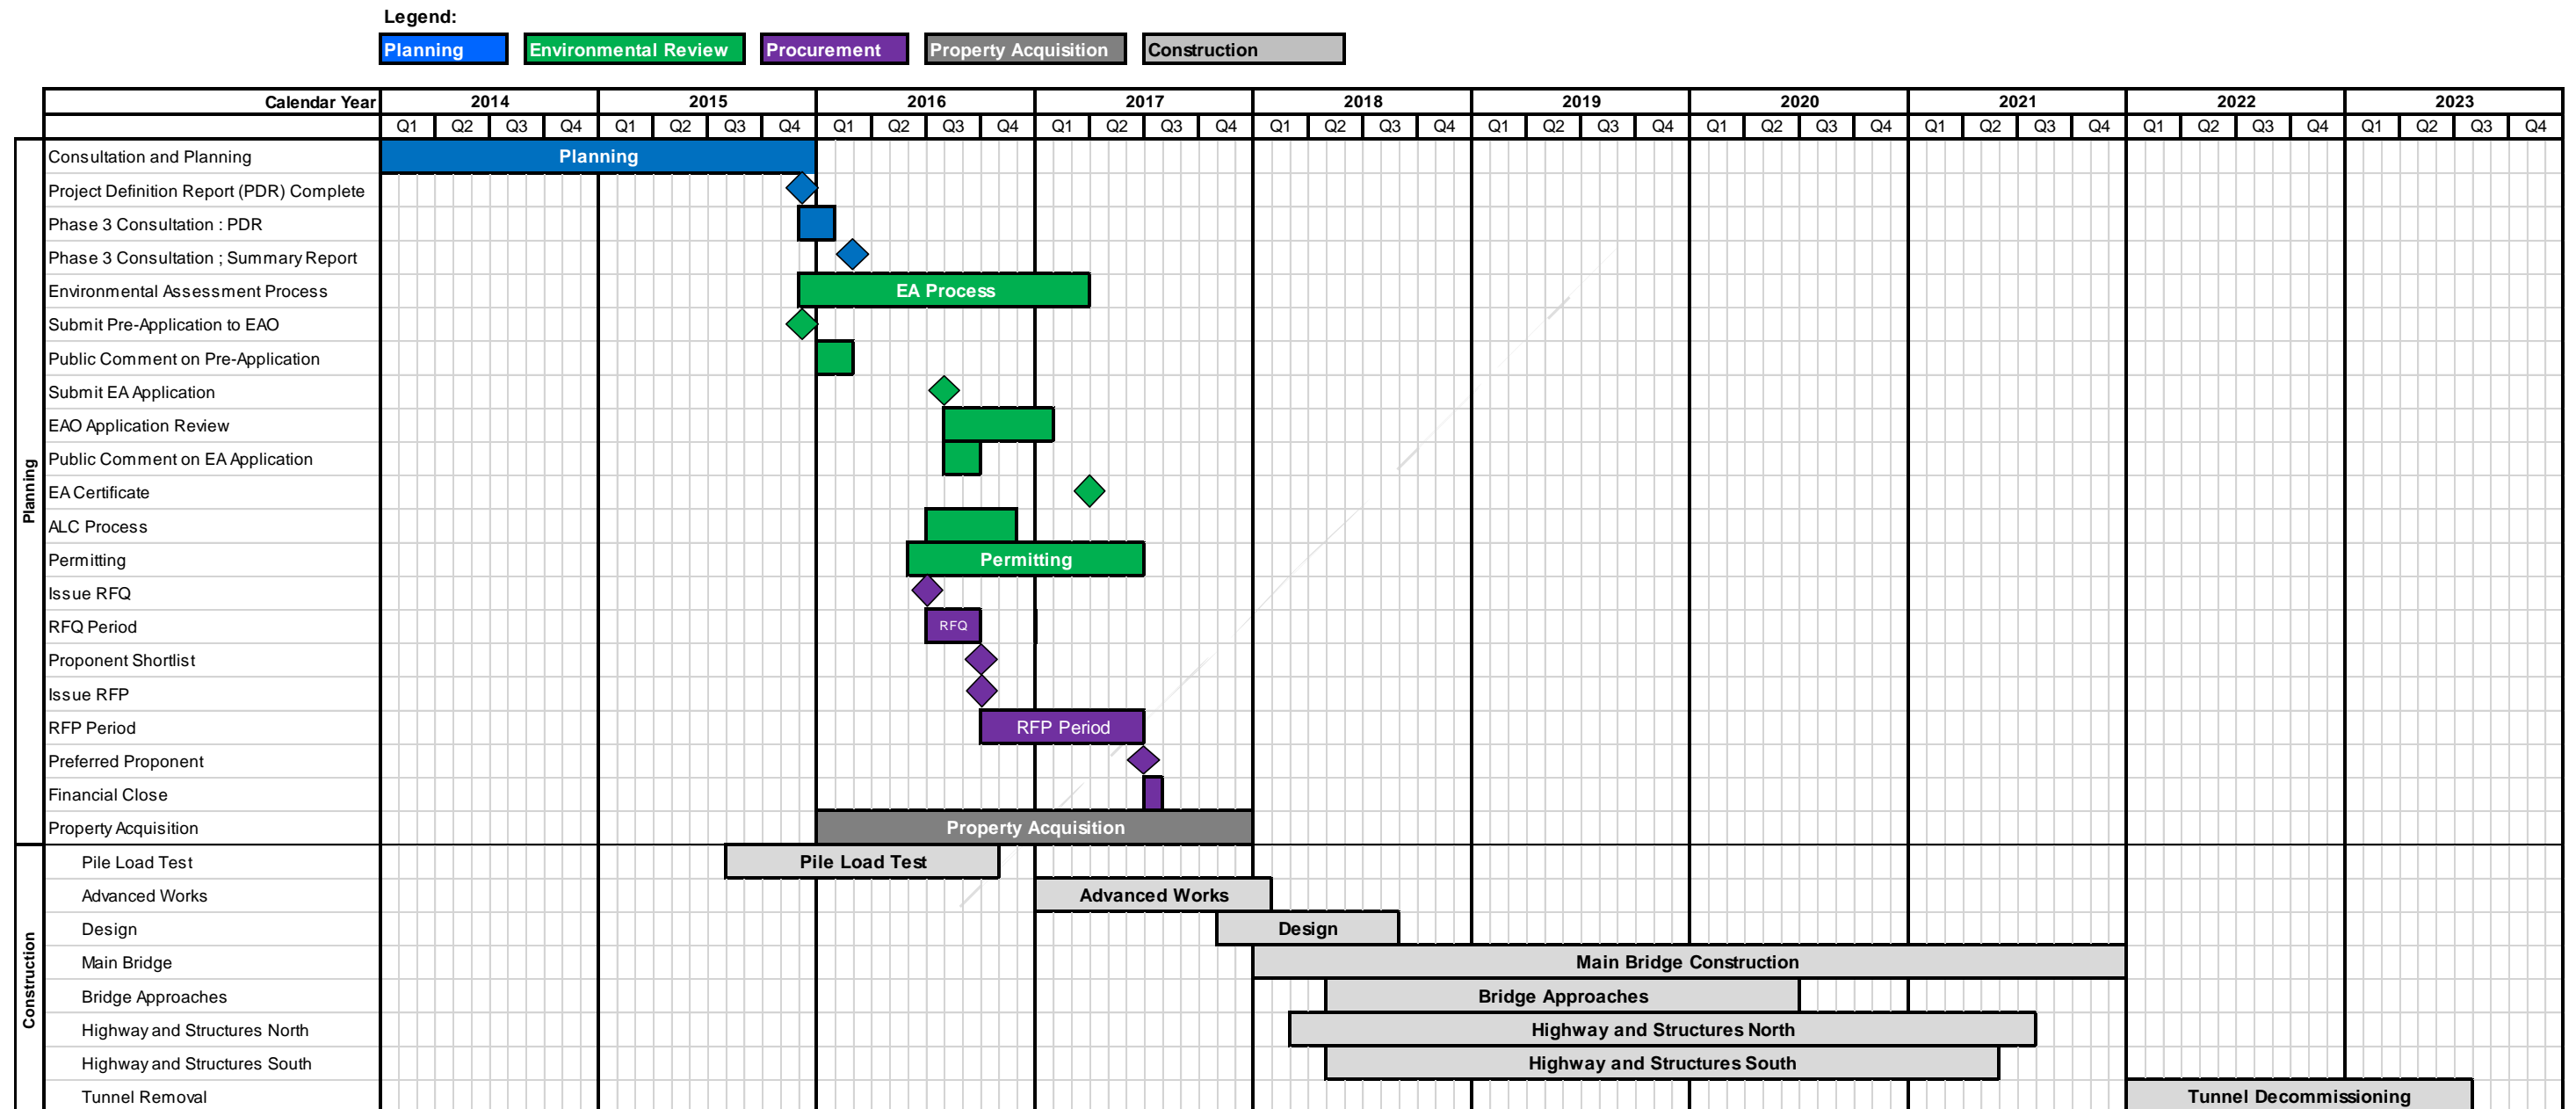 Legend:
Planning Environmental Review Procurement Property Acquisition Construction
Calendar Year 2014 2015 2016 2017 2018 2019 2020 2021 2022 2023
Q1 Q2 Q3 Q4 Q1 Q2 Q3 Q4 Q1 Q2 Q3 Q4 Q1 Q2 Q3 Q4 Q1 Q2 Q3 Q4 Q1 Q2 Q3 Q4 Q1 Q2 Q3 Q4 Q1 Q2 Q3 Q4 Q1 Q2 Q3 Q4 Q1 Q2 Q3 Q4
Planning
Consultation and Planning Planning
Project Definition Report (PDR) Complete
Phase 3 Consultation : PDR
Phase 3 Consultation ; Summary Report
Environmental Assessment Process EA Process
Submit Pre-Application to EAO
Public Comment on Pre-Application
Submit EA Application
EAO Application Review
Public Comment on EA Application
EA Certificate
ALC Process
Permitting Permitting
Issue RFQ
RFQ Period RFQ
Proponent Shortlist
Issue RFP
RFP Period RFP Period
Preferred Proponent
Financial Close
Property Acquisition Property Acquisition
Construction
Pile Load Test Pile Load Test
Advanced Works Advanced Works
Design Design
Main Bridge Main Bridge Construction
Bridge Approaches Bridge Approaches
Highway and Structures North Highway and Structures North
Highway and Structures South Highway and Structures South
Tunnel Removal Tunnel Decommissioning